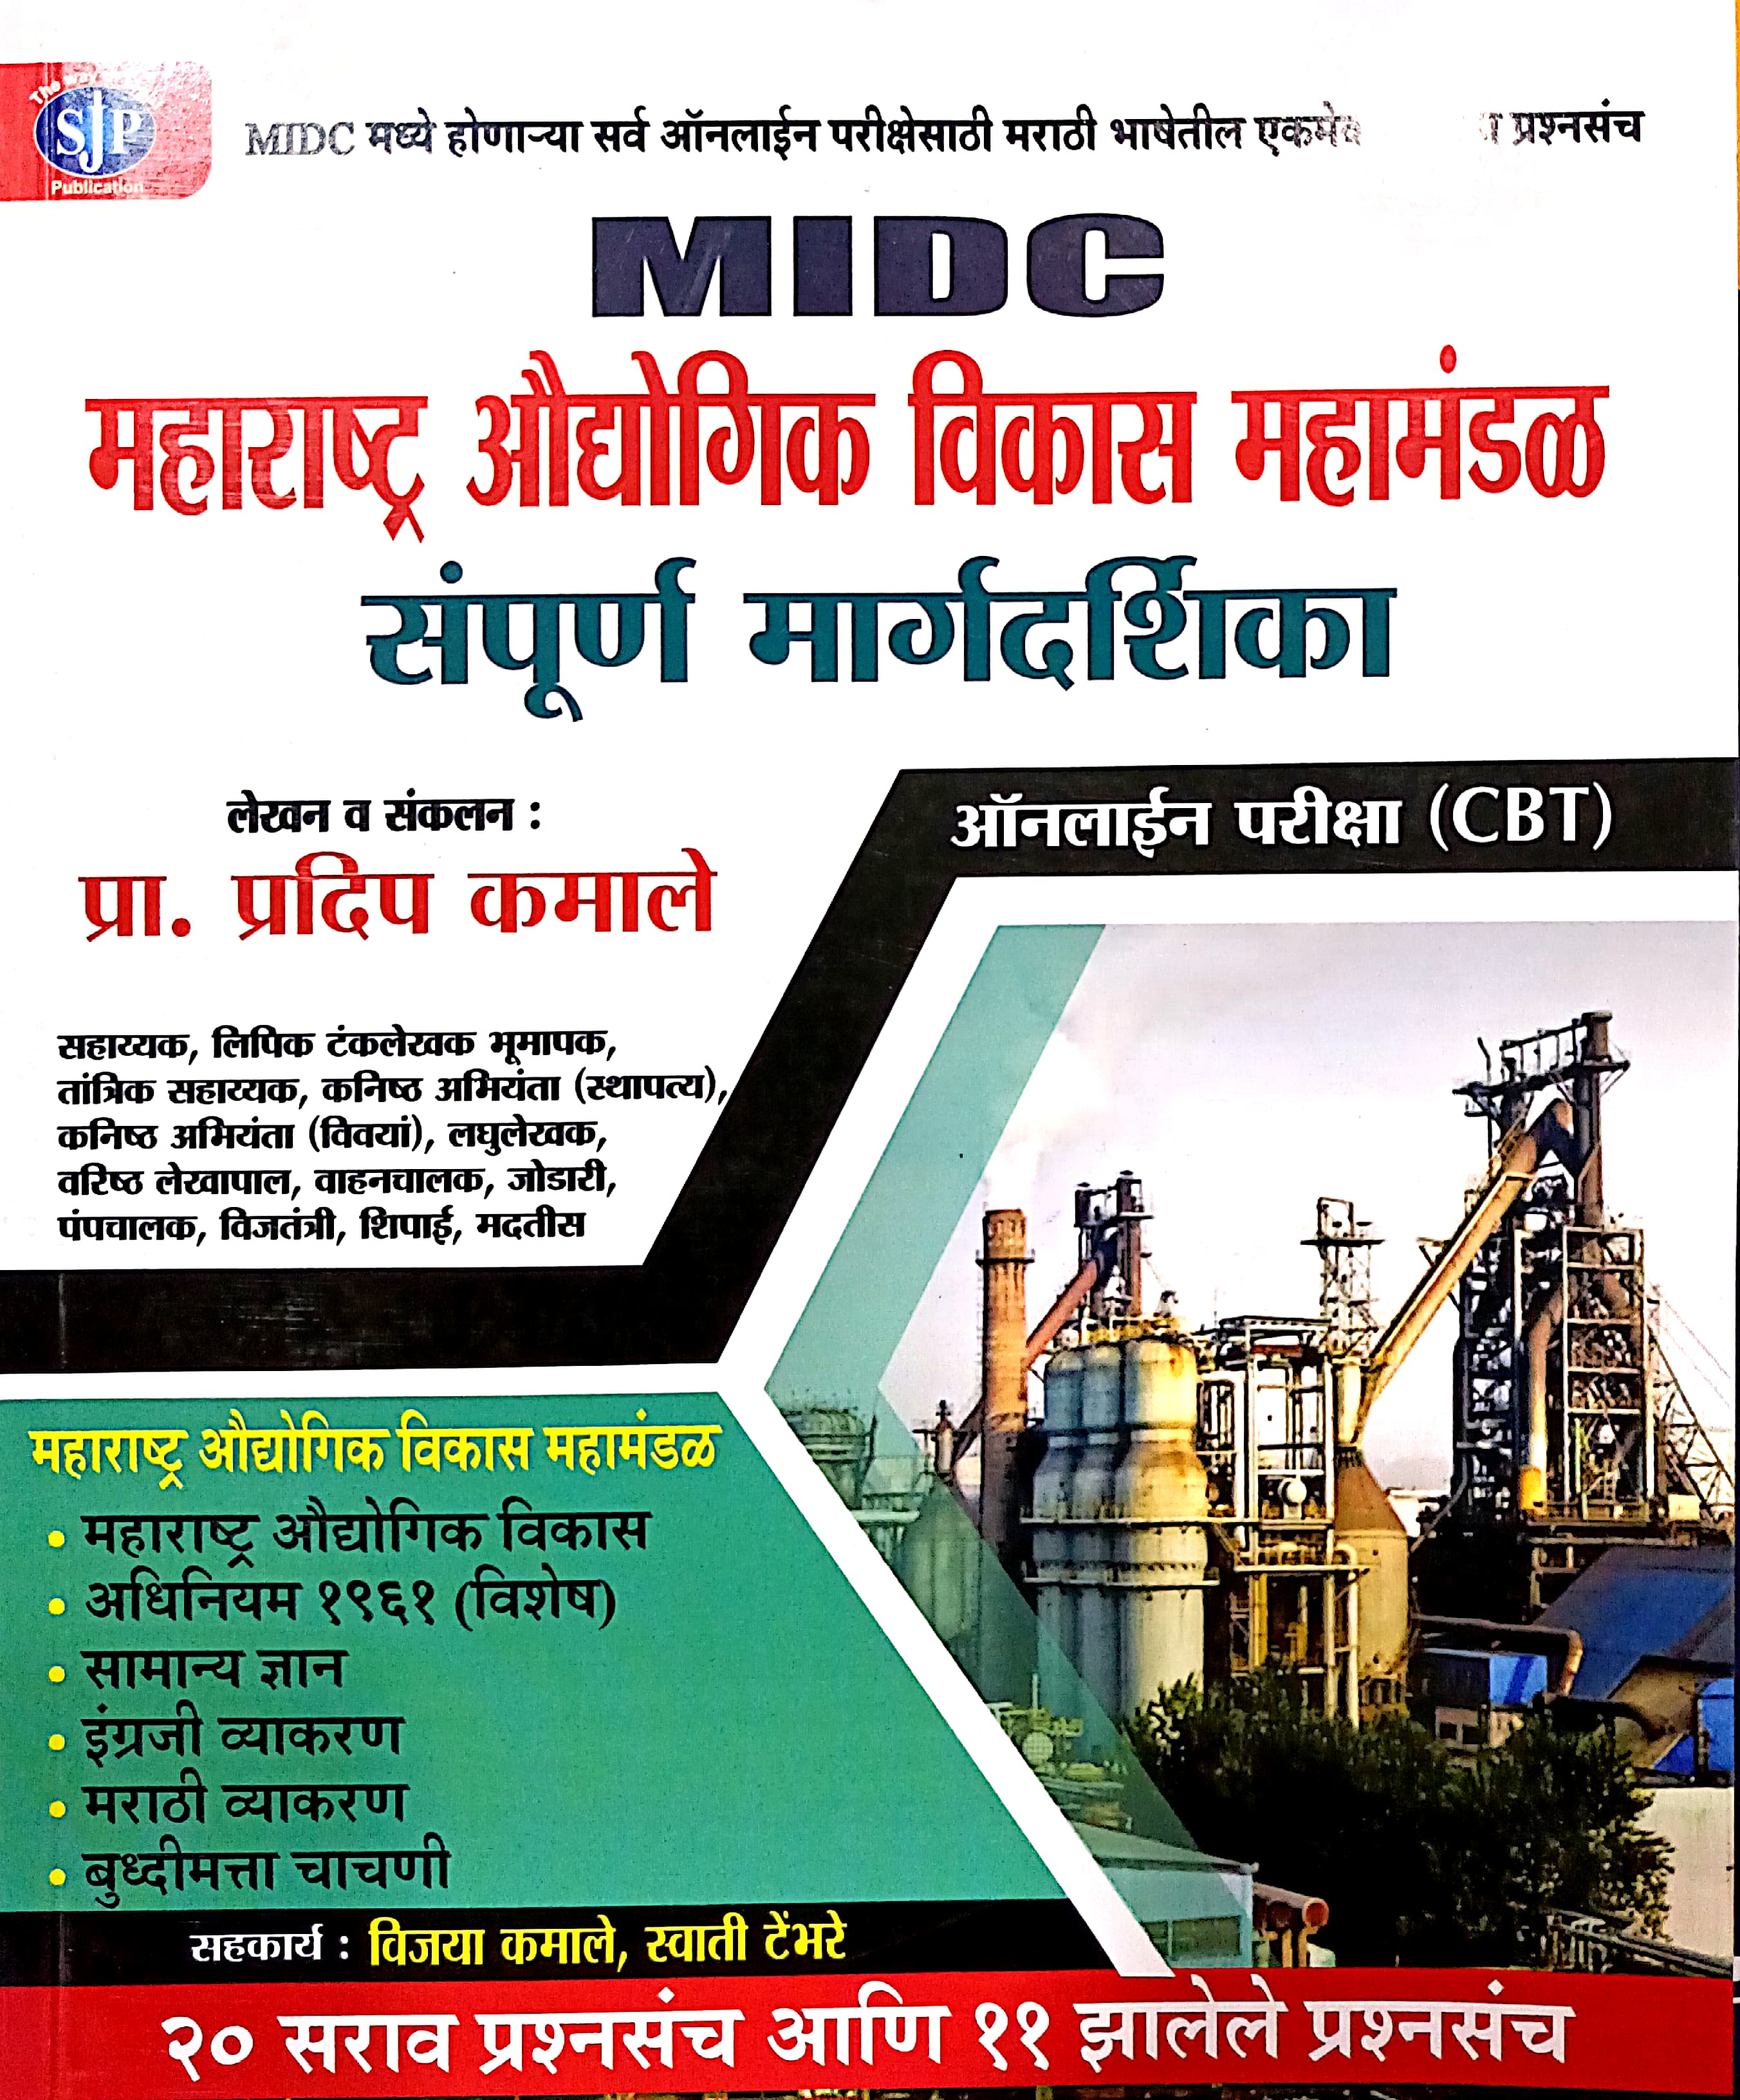 The way
SJP
Publication
MIDC मध्ये होणाऱ्या सर्व ऑनलाईन परीक्षेसाठी मराठी भाषेतील प्रश्नसंच
MIDC
महाराष्ट्र औद्योगिक विकास महामंडळ
संपूर्ण मार्गदर्शिका
लेखन व संकलन :
प्रा. प्रदिप कमाले
ऑनलाईन परीक्षा (CBT)
सहाय्यक, लिपिक टंकलेखक भूमापक,
तांत्रिक सहाय्यक, कनिष्ठ अभियंता (स्थापत्य),
कनिष्ठ अभियंता (विवयां), लघुलेखक,
वरिष्ठ लेखापाल, वाहनचालक, जोडारी,
पंपचालक, विजतंत्री, शिपाई, मदतीस
महाराष्ट्र औद्योगिक विकास महामंडळ
• महाराष्ट्र औद्योगिक विकास
• अधिनियम १९६१ (विशेष)
• सामान्य ज्ञान
• इंग्रजी व्याकरण
• मराठी व्याकरण
• बुध्दीमत्ता चाचणी
सहकार्य : विजया कमाले, स्वाती टेंभरे
२० सराव प्रश्नसंच आणि ११ झालेले प्रश्नसंच